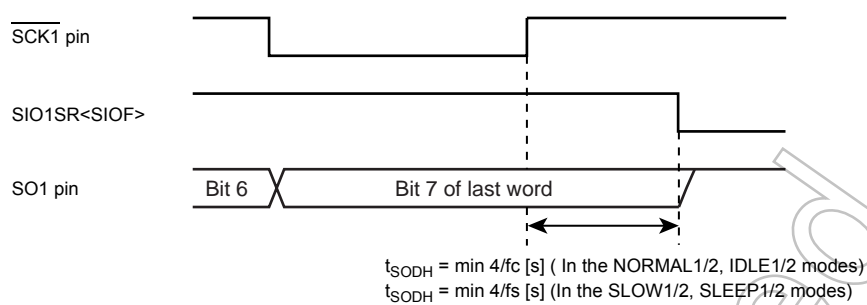 SCK1 pin
SIO1SR<SIOF>
SO1 pin
Bit 6
Bit 7 of last word
tSODH = min 4/fc [s] ( In the NORMAL1/2, IDLE1/2 modes)
tSODH = min 4/fs [s] (In the SLOW1/2, SLEEP1/2 modes)